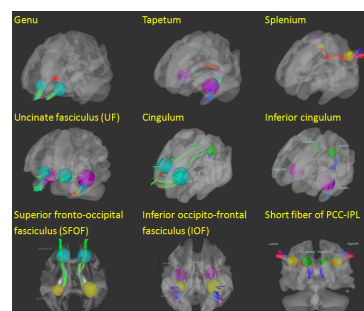 Genu
Tapetum
Splenium
Uncinate fasciculus (UF)
Cingulum
Inferior cingulum
Superior fronto-occipital
fasciculus (SFOF)
Inferior occipito-frontal
fasciculus (IOF)
Short fiber of PCC-IPL